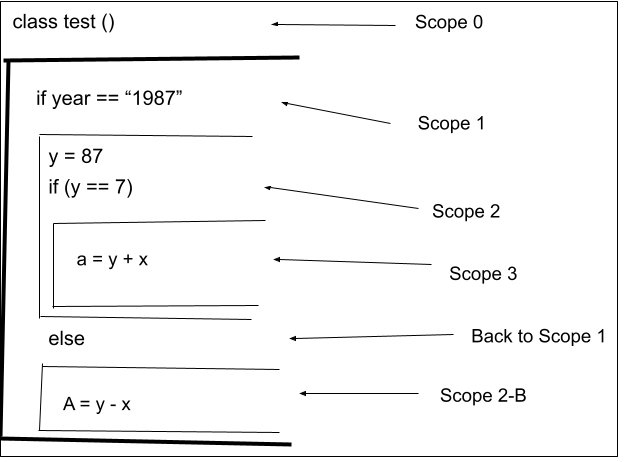 class test ()
Scope 0
if year == “1987”
Scope 1
y = 87
if (y == 7)
Scope 2
a = y + x
Scope 3
else
Back to Scope 1
A = y - x
Scope 2-B